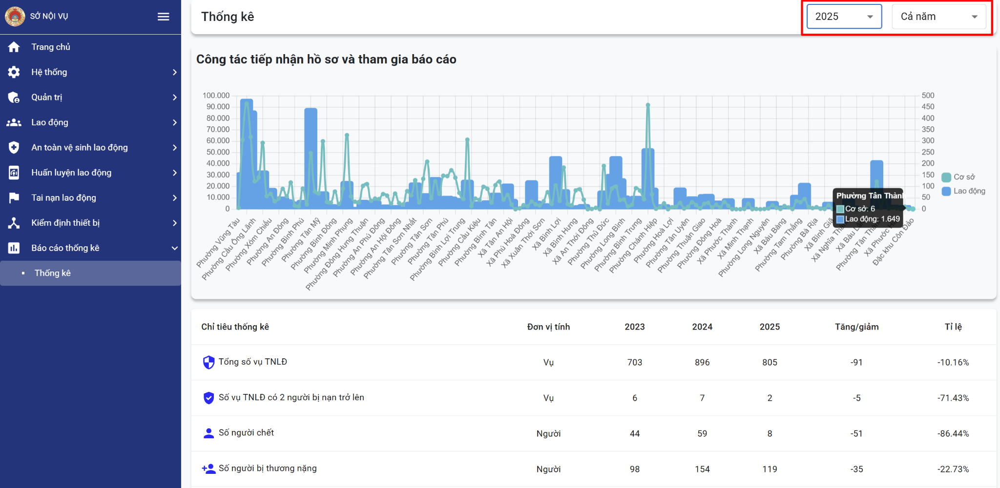 SỞ NỘI VỤ
Trang chủ
Hệ thống
Quản trị
Lao động
An toàn vệ sinh lao động
Huấn luyện lao động
Tai nạn lao động
Kiểm định thiết bị
Báo cáo thống kê
Thống kê
Thống kê
2025
Cả năm
Công tác tiếp nhận hồ sơ và tham gia báo cáo
100.000
90.000
80.000
70.000
60.000
50.000
40.000
30.000
20.000
10.000
0
500
450
400
350
300
250
200
150
100
50
0
Cơ sở
Lao động
Phường Tân Thành
Cơ sở: 6
Lao động: 1.649
Phường Vũng Tàu
Phường Cầu Ông Lãnh
Phường Xóm Chiếu
Phường An Đông
Phường Bình Phú
Phường Tân Mỹ
Phường Bình Đông
Phường Minh Phụng
Phường Đông Hưng Thuận
Phường An Phú Đông
Phường An Hội Đông
Phường Tân Sơn Nhất
Phường Tân Sơn
Phường Tân Phú
Phường Bình Lợi Trung
Phường Cầu Kiệu
Phường Bình Tân
Xã Tân An Hội
Xã Phú Hoà Đông
Xã Xuân Thới Sơn
Xã Bình Lợi
Xã Bình Hưng
Xã An Thới Đông
Phường Thủ Đức
Phường Long Bình
Phường Bình Trưng
Phường Chánh Hiệp
Phường Hoà Lợi
Phường Tân Uyên
Phường Thuận Giao
Phường Đông Hoà
Xã Phước Thành
Xã Minh Thạnh
Phường Long Nguyên
Xã Bàu Bàng
Phường Tam Thắng
Phường Bà Rịa
Xã Bình Giã
Xã Nghĩa Thàn
Xã Bàu Lâ
Phường Tân Thàn
Xã Phước H
Đặc khu Côn Đảo
Chỉ tiêu thống kê Đơn vị tính 2023 2024 2025 Tăng/giảm Tỉ lệ
Tổng số vụ TNLĐ Vụ 703 896 805 -91 -10.16%
Số vụ TNLĐ có 2 người bị nạn trở lên Vụ 6 7 2 -5 -71.43%
Số người chết Người 44 59 8 -51 -86.44%
Số người bị thương nặng Người 98 154 119 -35 -22.73%